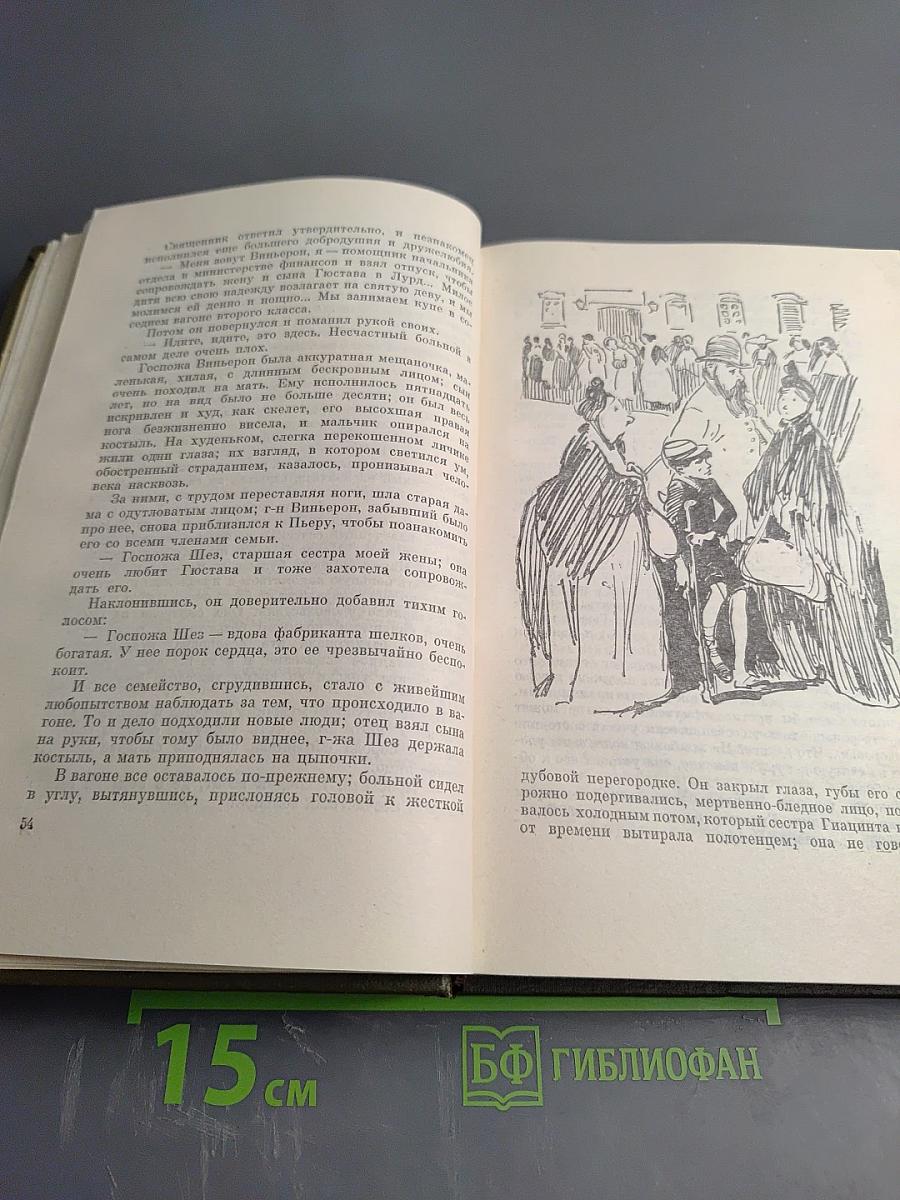 Священник ответил утвердительно, и незнакомец
исполнился еще большего добродушия и дружелюбия.
— Меня зовут Виньерон, я — помощник начальника
отдела в министерстве финансов и взял отпуск, чтобы
сопровождать жену и сына Гюстава в Лурд... Милое
дитя всю свою надежду возлагает на святую деву, и мы
молимся ей денно и нощно... Мы занимаем купе в со-
седнем вагоне второго класса.
Потом он повернулся и поманил рукой своих.
— Идите, идите, это здесь. Несчастный больной в
самом деле очень плох.
Госпожа Виньерон была аккуратная мещаночка, ма-
ленькая, хилая, с длинным бескровным лицом; сын
очень походил на мать. Ему исполнилось пятнадцать
лет, но на вид было не больше десяти; он был весь
искривлен и худ, как скелет, его высохшая правая
нога безжизненно висела, и мальчик опирался на
костыль. На худеньком, слегка перекошенном личике
жили одни глаза; их взгляд, в котором светился ум,
обостренный страданием, казалось, пронизывал чело-
века насквозь.
За ними, с трудом переставляя ноги, шла старая да-
ма с одутловатым лицом; г-н Виньерон, забывший было
про нее, снова приблизился к Пьеру, чтобы познакомить
его со всеми членами семьи.
— Госпожа Шез, старшая сестра моей жены; она
очень любит Гюстава и тоже захотела сопровож-
дать его.
Наклонившись, он доверительно добавил тихим го-
лосом:
— Госпожа Шез — вдова фабриканта шелков, очень
богатая. У нее порок сердца, это ее чрезвычайно беспо-
коит.
И все семейство, сгрудившись, стало с живейшим
любопытством наблюдать за тем, что происходило в ва-
гоне. То и дело подходили новые люди; отец взял сына
на руки, чтобы тому было виднее, г-жа Шез держала
костыль, а мать приподнялась на цыпочки.
В вагоне все оставалось по-прежнему; больной сидел
в углу, вытянувшись, прислонясь головой к жесткой
54
дубовой перегородке. Он закрыл глаза, губы его с
рожно подергивались, мертвенно-бледное лицо, по
валось холодным потом, который сестра Гиацинта
от времени вытирала полотенцем; она не гов
15 см
БФ ГИБЛИОФАН